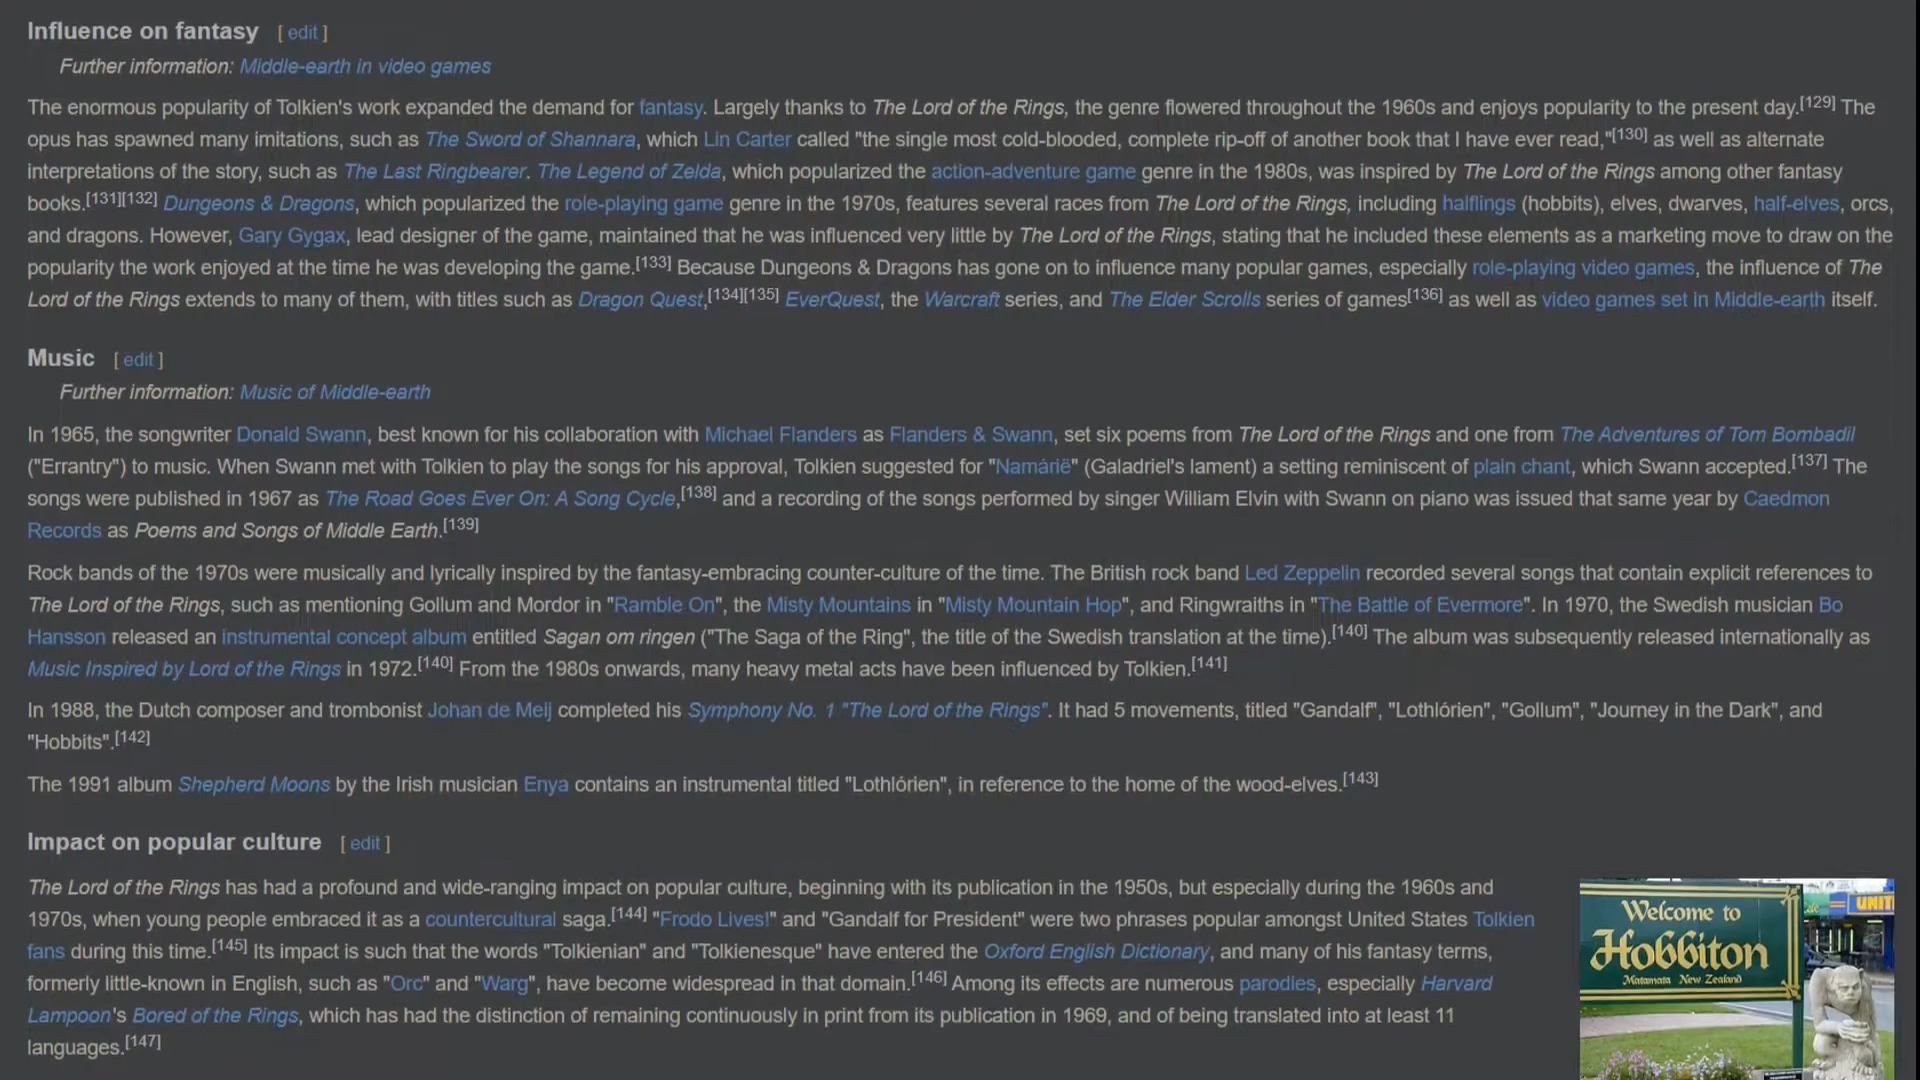 Influence on fantasy [ edit ]
Further information: Middle-earth in video games
The enormous popularity of Tolkien's work expanded the demand for fantasy. Largely thanks to The Lord of the Rings, the genre flowered throughout the 1960s and enjoys popularity to the present day.[129] The
opus has spawned many imitations, such as The Sword of Shannara, which Lin Carter called "the single most cold-blooded, complete rip-off of another book that I have ever read,"[130] as well as alternate
interpretations of the story, such as The Last Ringbearer. The Legend of Zelda, which popularized the action-adventure game genre in the 1980s, was inspired by The Lord of the Rings among other fantasy
books.[131][132] Dungeons & Dragons, which popularized the role-playing game genre in the 1970s, features several races from The Lord of the Rings, including halflings (hobbits), elves, dwarves, half-elves, orcs,
and dragons. However, Gary Gygax, lead designer of the game, maintained that he was influenced very little by The Lord of the Rings, stating that he included these elements as a marketing move to draw on the
popularity the work enjoyed at the time he was developing the game.[133] Because Dungeons & Dragons has gone on to influence many popular games, especially role-playing video games, the influence of The
Lord of the Rings extends to many of them, with titles such as Dragon Quest,[134][135] EverQuest, the Warcraft series, and The Elder Scrolls series of games[136] as well as video games set in Middle-earth itself.
Music [ edit ]
Further information: Music of Middle-earth
In 1965, the songwriter Donald Swann, best known for his collaboration with Michael Flanders as Flanders & Swann, set six poems from The Lord of the Rings and one from The Adventures of Tom Bombadil
("Errantry") to music. When Swann met with Tolkien to play the songs for his approval, Tolkien suggested for "Namárië" (Galadriel's lament) a setting reminiscent of plain chant, which Swann accepted.[137] The
songs were published in 1967 as The Road Goes Ever On: A Song Cycle,[138] and a recording of the songs performed by singer William Elvin with Swann on piano was issued that same year by Caedmon
Records as Poems and Songs of Middle Earth.[139]
Rock bands of the 1970s were musically and lyrically inspired by the fantasy-embracing counter-culture of the time. The British rock band Led Zeppelin recorded several songs that contain explicit references to
The Lord of the Rings, such as mentioning Gollum and Mordor in "Ramble On", the Misty Mountains in "Misty Mountain Hop", and Ringwraiths in "The Battle of Evermore". In 1970, the Swedish musician Bo
Hansson released an instrumental concept album entitled Sagan om ringen ("The Saga of the Ring", the title of the Swedish translation at the time).[140] The album was subsequently released internationally as
Music Inspired by Lord of the Rings in 1972.[140] From the 1980s onwards, many heavy metal acts have been influenced by Tolkien.[141]
In 1988, the Dutch composer and trombonist Johan de Meij completed his Symphony No. 1 "The Lord of the Rings". It had 5 movements, titled "Gandalf", "Lothlórien", "Gollum", "Journey in the Dark", and
"Hobbits".[142]
The 1991 album Shepherd Moons by the Irish musician Enya contains an instrumental titled "Lothlórien", in reference to the home of the wood-elves.[143]
Impact on popular culture [ edit ]
The Lord of the Rings has had a profound and wide-ranging impact on popular culture, beginning with its publication in the 1950s, but especially during the 1960s and
1970s, when young people embraced it as a countercultural saga.[144] "Frodo Lives!" and "Gandalf for President" were two phrases popular amongst United States Tolkien
fans during this time.[145] Its impact is such that the words "Tolkienian" and "Tolkienesque" have entered the Oxford English Dictionary, and many of his fantasy terms,
formerly little-known in English, such as "Orc" and "Warg", have become widespread in that domain.[146] Among its effects are numerous parodies, especially Harvard
Lampoon's Bored of the Rings, which has had the distinction of remaining continuously in print from its publication in 1969, and of being translated into at least 11
languages.[147]
Welcome to
Hobbiton
Matamata New Zealand
UNIT